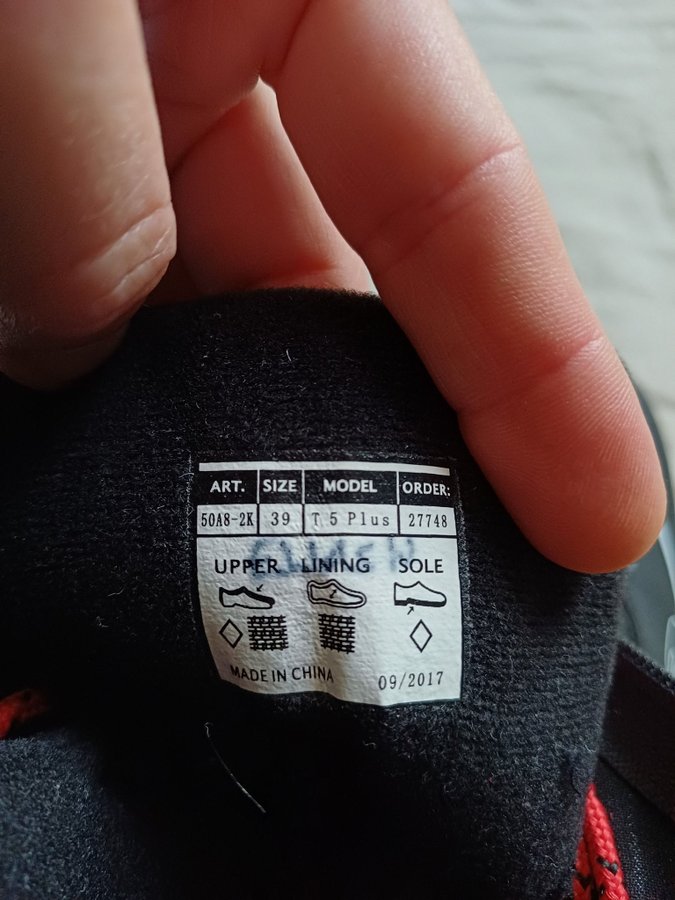 ART. SIZE MODEL ORDER:
50A8-2K 39 T 5 Plus 27748
UPPER LINING SOLE
MADE IN CHINA 09/2017